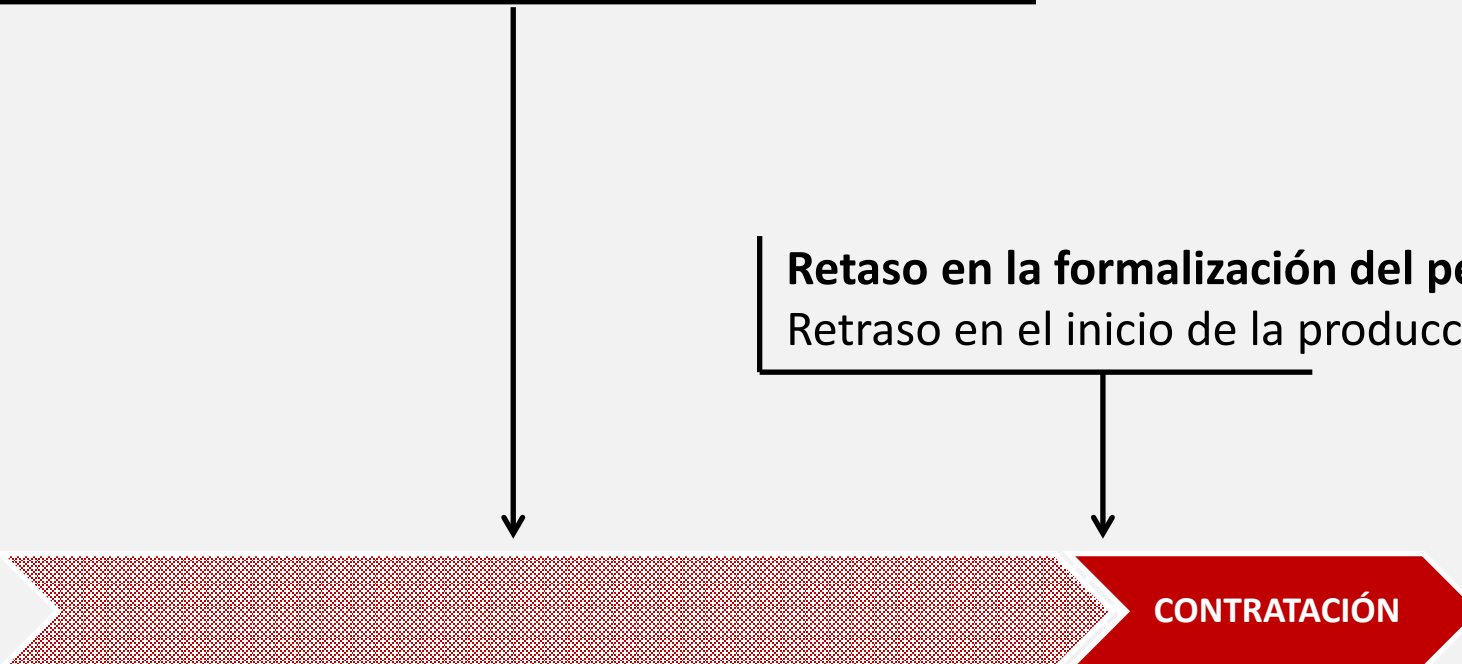 Retaso en la formalización del pe
Retraso en el inicio de la producc
CONTRATACIÓN